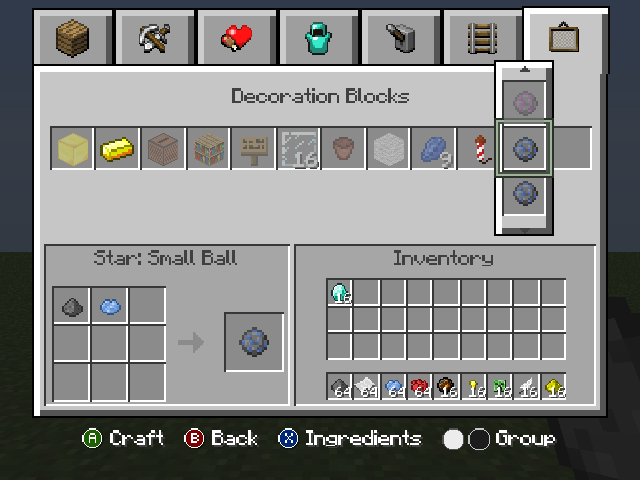 Decoration Blocks
16 9
Star: Small Ball
Inventory
16
64 64 64 64 16 16 16 16 16
A Craft B Back X Ingredients Group